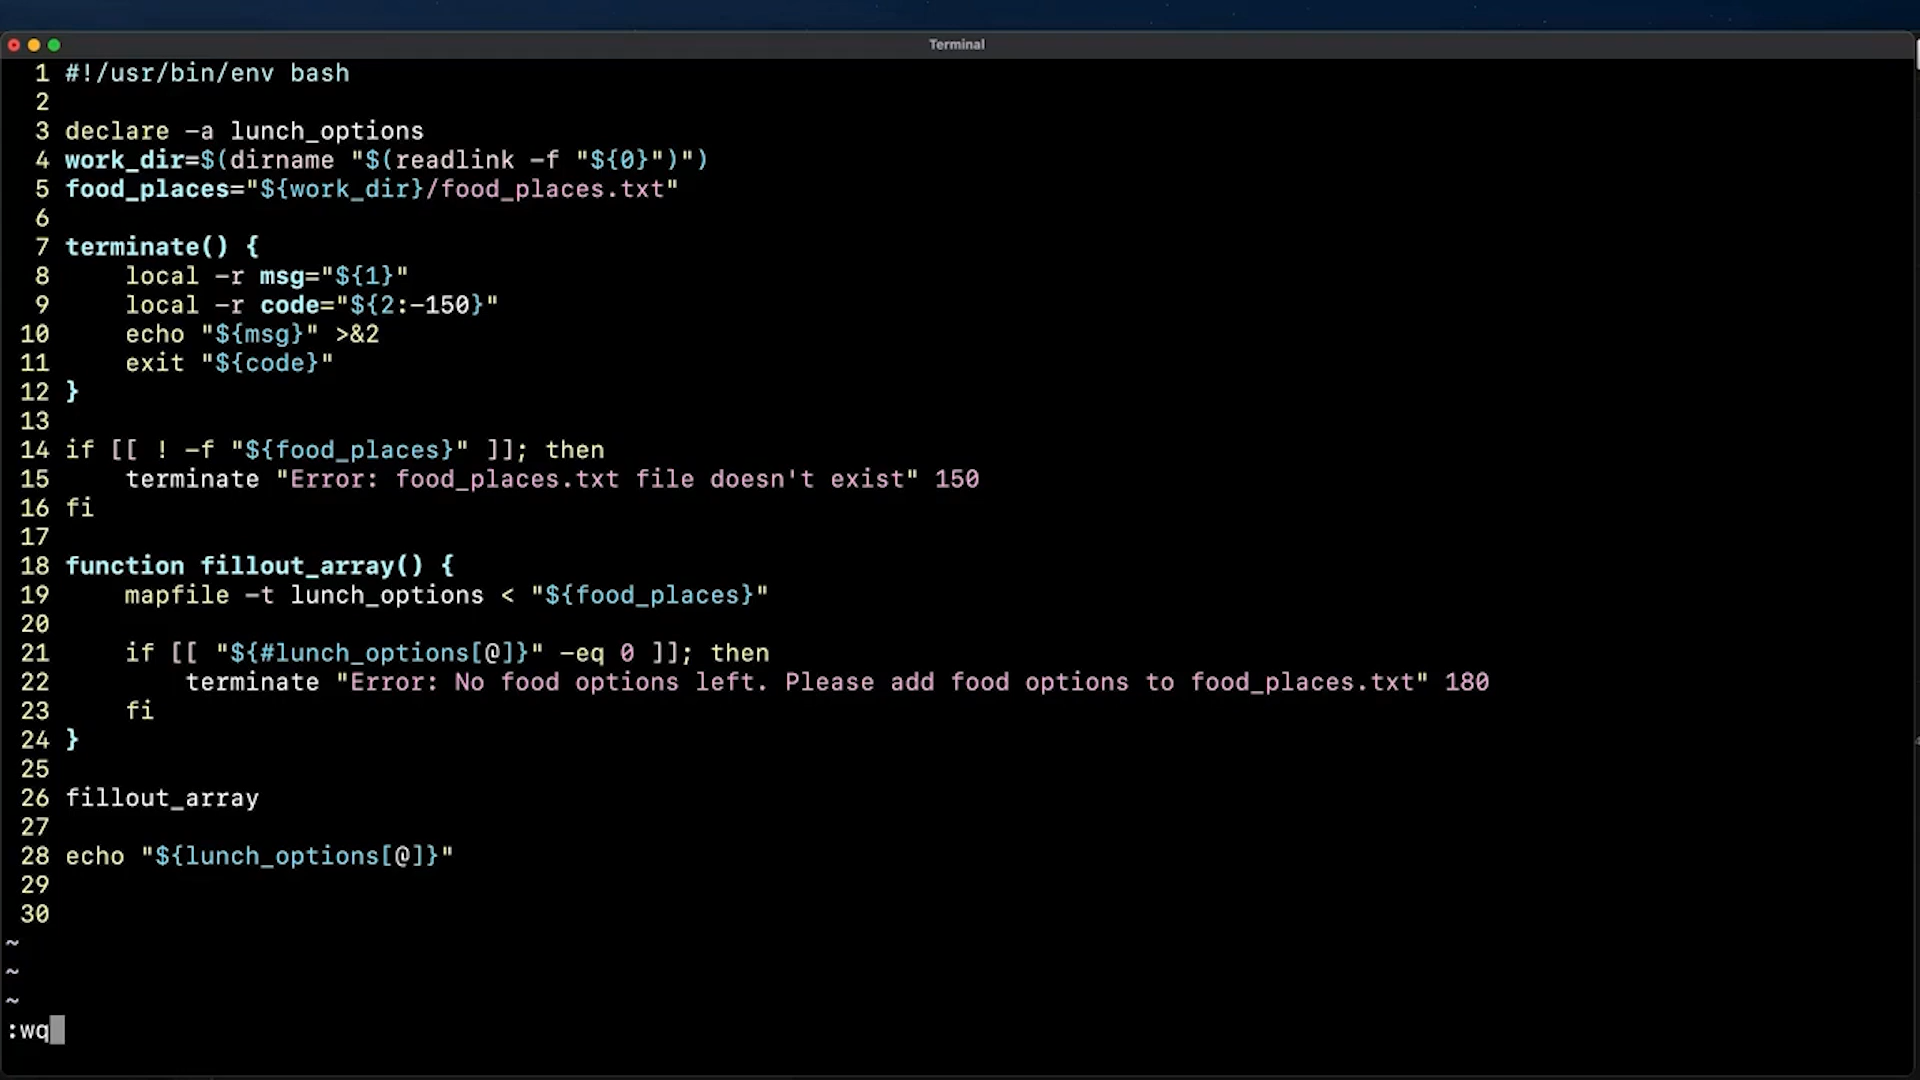 Terminal
1 #!/usr/bin/env bash
2
3 declare -a lunch_options
4 work_dir=$(dirname "$(readlink -f "${0}")")
5 food_places="${work_dir}/food_places.txt"
6
7 terminate() {
8     local -r msg="${1}"
9     local -r code="${2:-150}"
10     echo "${msg}" >&2
11     exit "${code}"
12 }
13
14 if [[ ! -f "${food_places}" ]]; then
15     terminate "Error: food_places.txt file doesn't exist" 150
16 fi
17
18 function fillout_array() {
19     mapfile -t lunch_options < "${food_places}"
20
21     if [[ "${#lunch_options[@]}" -eq 0 ]]; then
22         terminate "Error: No food options left. Please add food options to food_places.txt" 180
23     fi
24 }
25
26 fillout_array
27
28 echo "${lunch_options[@]}"
29
30
~
~
~
:wq